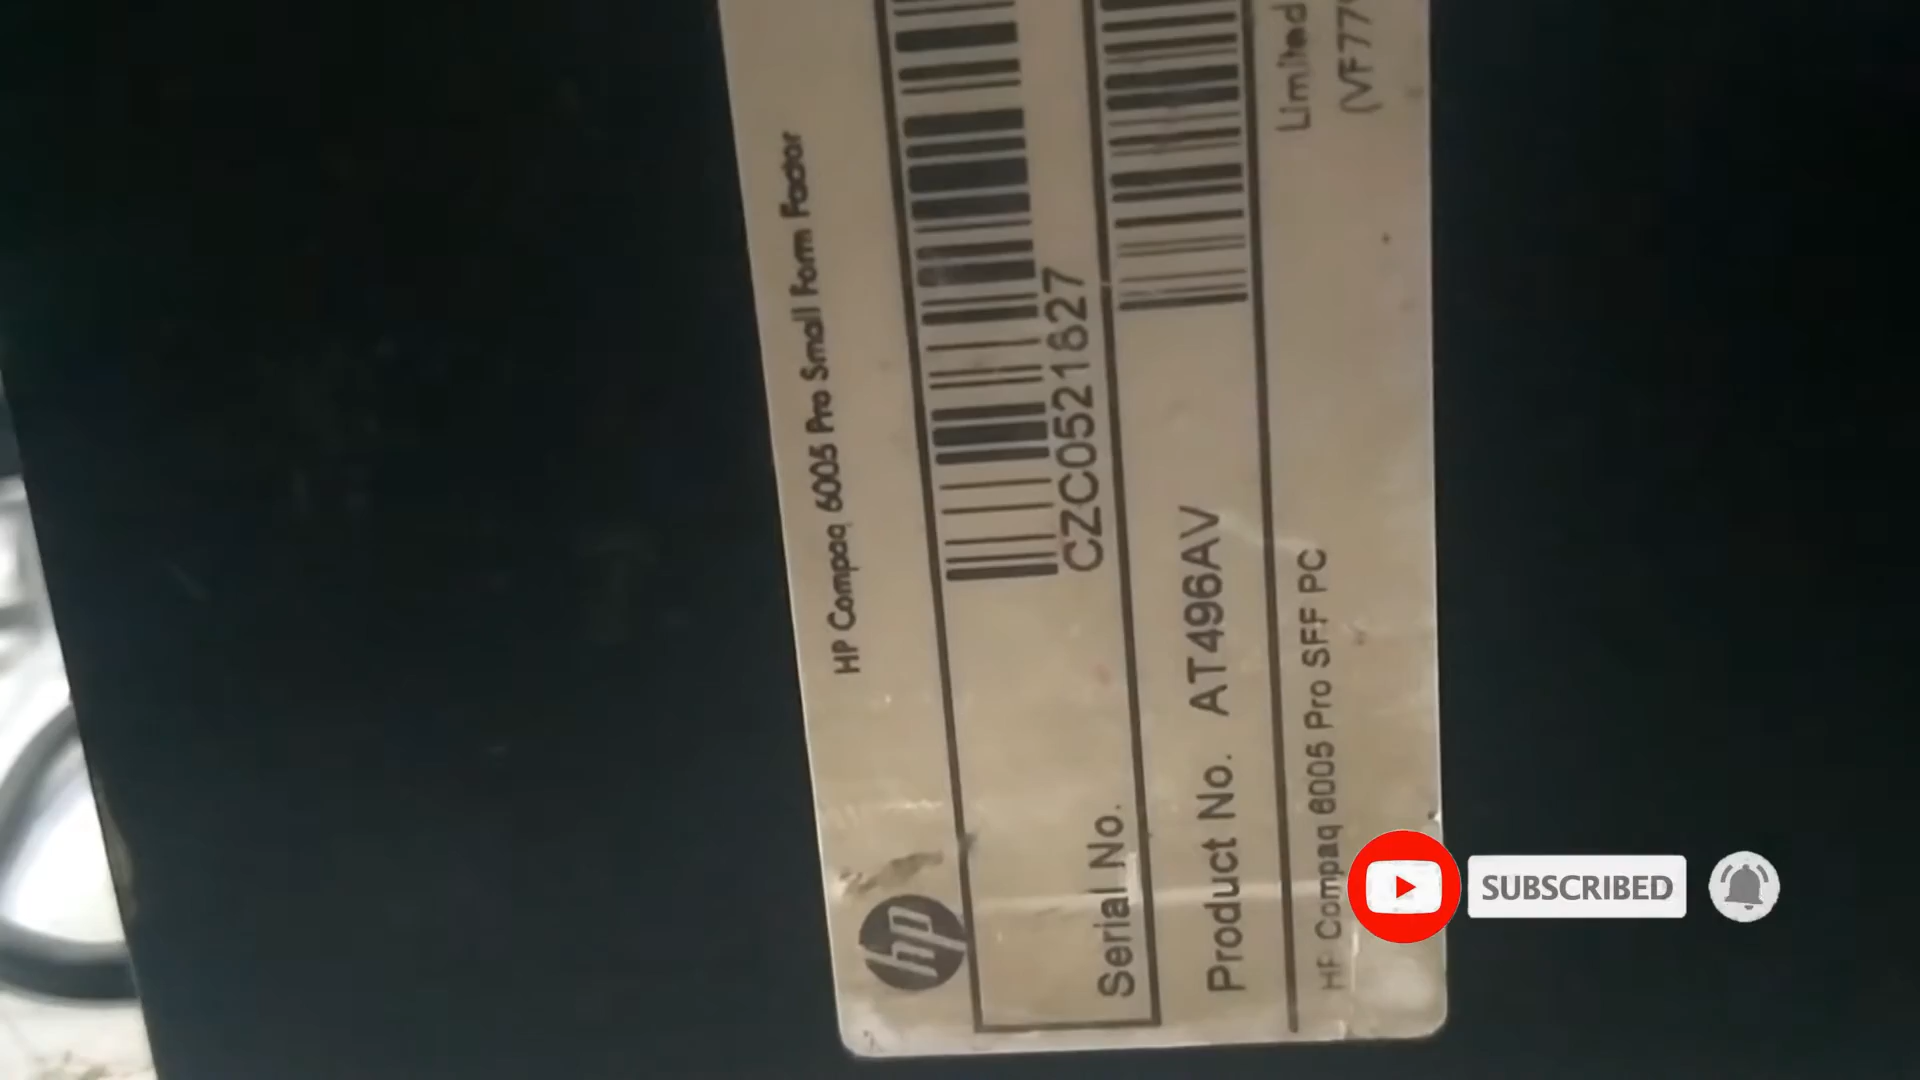 HP Compaq 6005 Pro Small Form Factor
hp
CZC0521827
Serial No.
Product No. AT496AV
Limited
HP Compaq 6005 Pro SFF PC
SUBSCRIBED